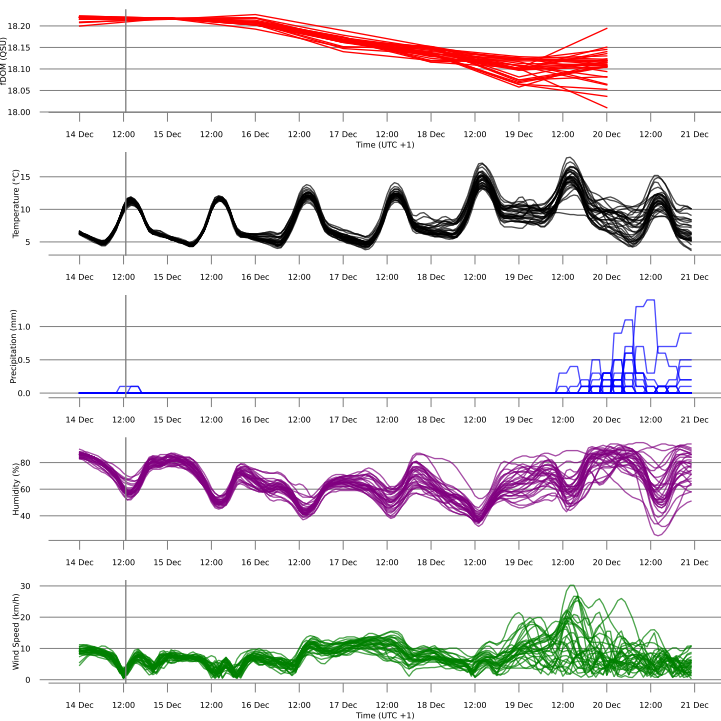 fDOM (QSU)
18.20
18.15
18.10
18.05
18.00
14 Dec 12:00 15 Dec 12:00 16 Dec 12:00 17 Dec 12:00 18 Dec 12:00 19 Dec 12:00 20 Dec 12:00 21 Dec
Time (UTC +1)
Temperature (°C)
15
10
5
14 Dec 12:00 15 Dec 12:00 16 Dec 12:00 17 Dec 12:00 18 Dec 12:00 19 Dec 12:00 20 Dec 12:00 21 Dec
Precipitation (mm)
1.0
0.5
0.0
14 Dec 12:00 15 Dec 12:00 16 Dec 12:00 17 Dec 12:00 18 Dec 12:00 19 Dec 12:00 20 Dec 12:00 21 Dec
Humidity (%)
80
60
40
14 Dec 12:00 15 Dec 12:00 16 Dec 12:00 17 Dec 12:00 18 Dec 12:00 19 Dec 12:00 20 Dec 12:00 21 Dec
Wind Speed (km/h)
30
20
10
0
14 Dec 12:00 15 Dec 12:00 16 Dec 12:00 17 Dec 12:00 18 Dec 12:00 19 Dec 12:00 20 Dec 12:00 21 Dec
Time (UTC +1)